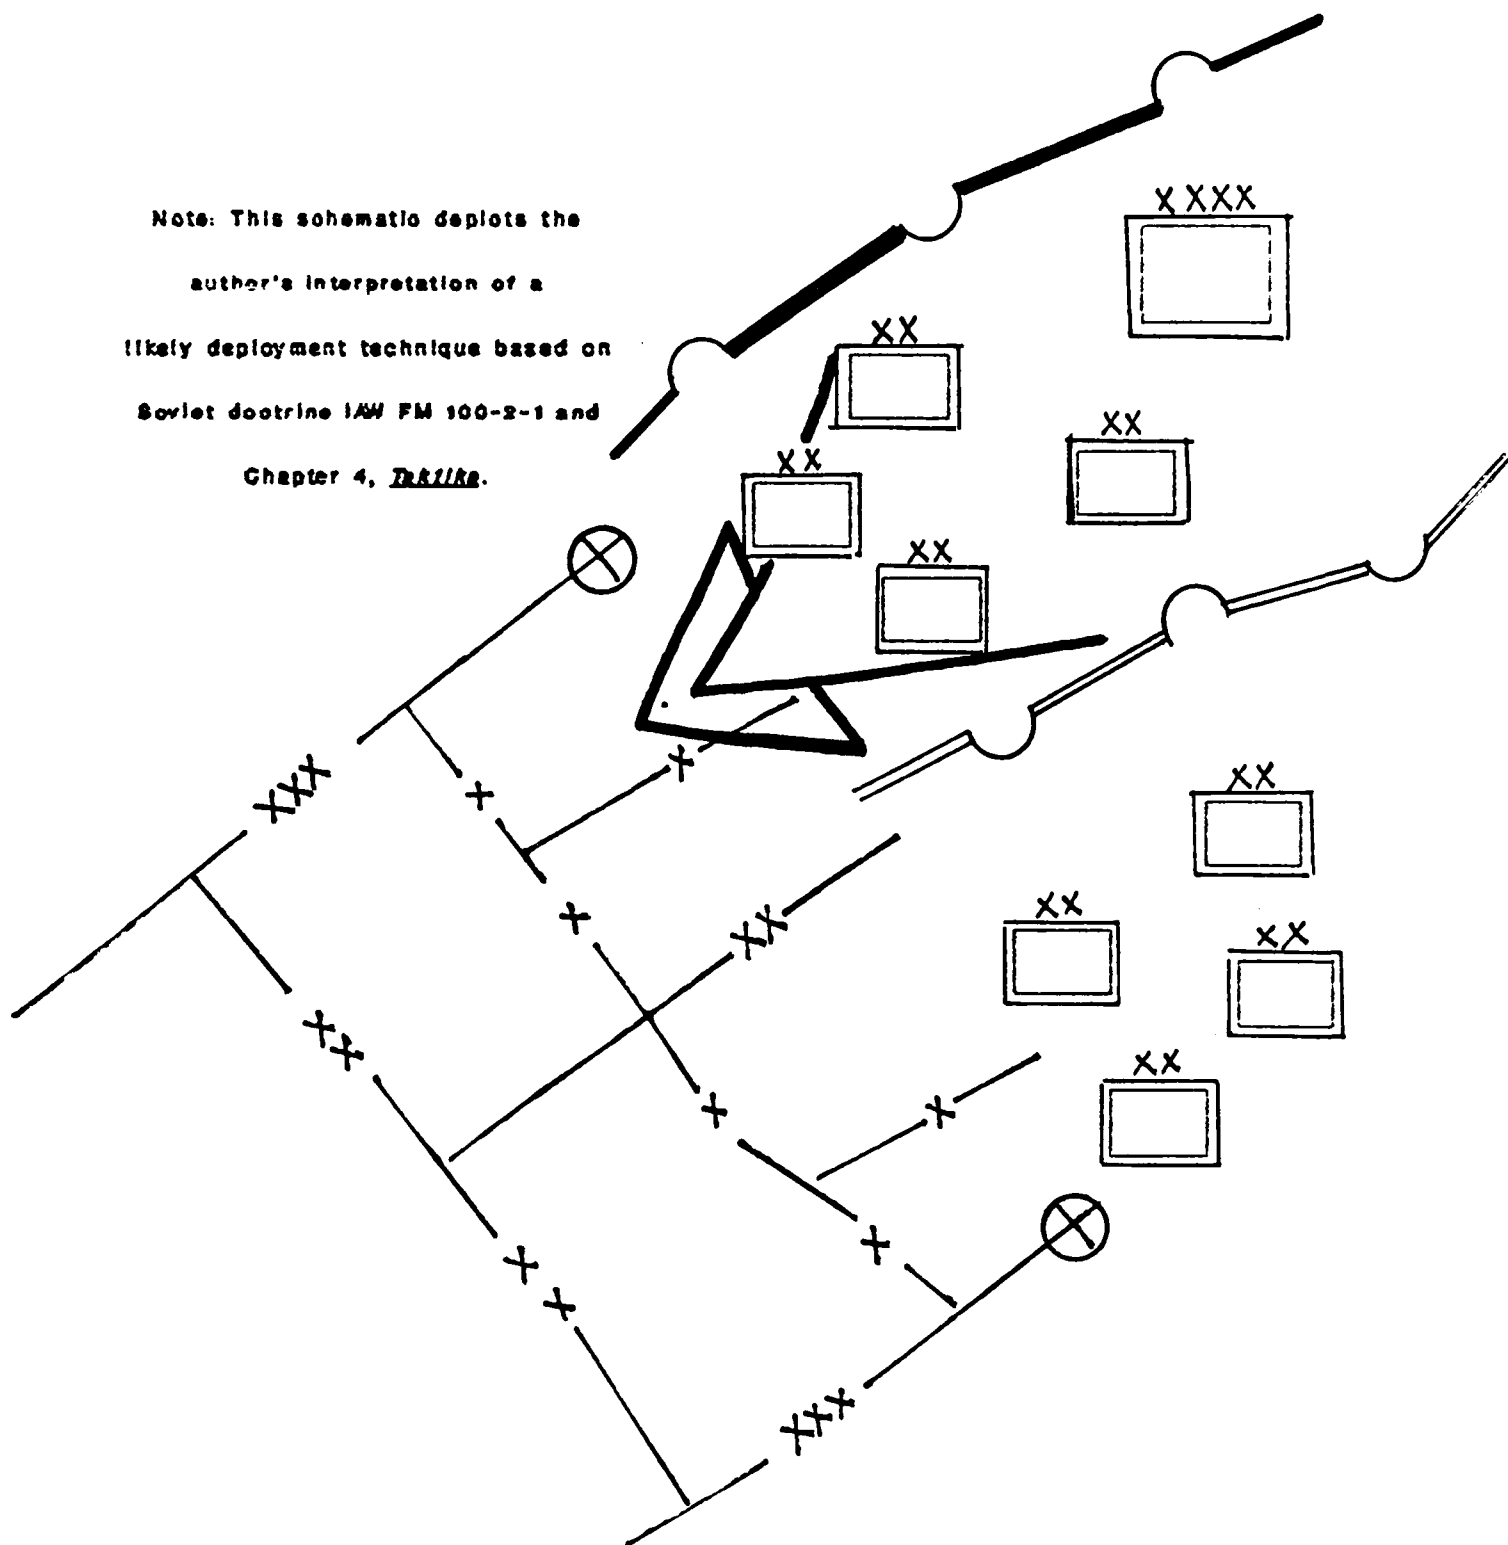 Note: This schematic depicts the
author's interpretation of a
likely deployment technique based on
Soviet doctrine IAW FM 100-2-1 and
Chapter 4, Taktika.
XXXX
XX
XX
XX
XX
XXX
X
X
X
XX
XX
XX
XX
XX
XX
X
X
X
XX
XXX